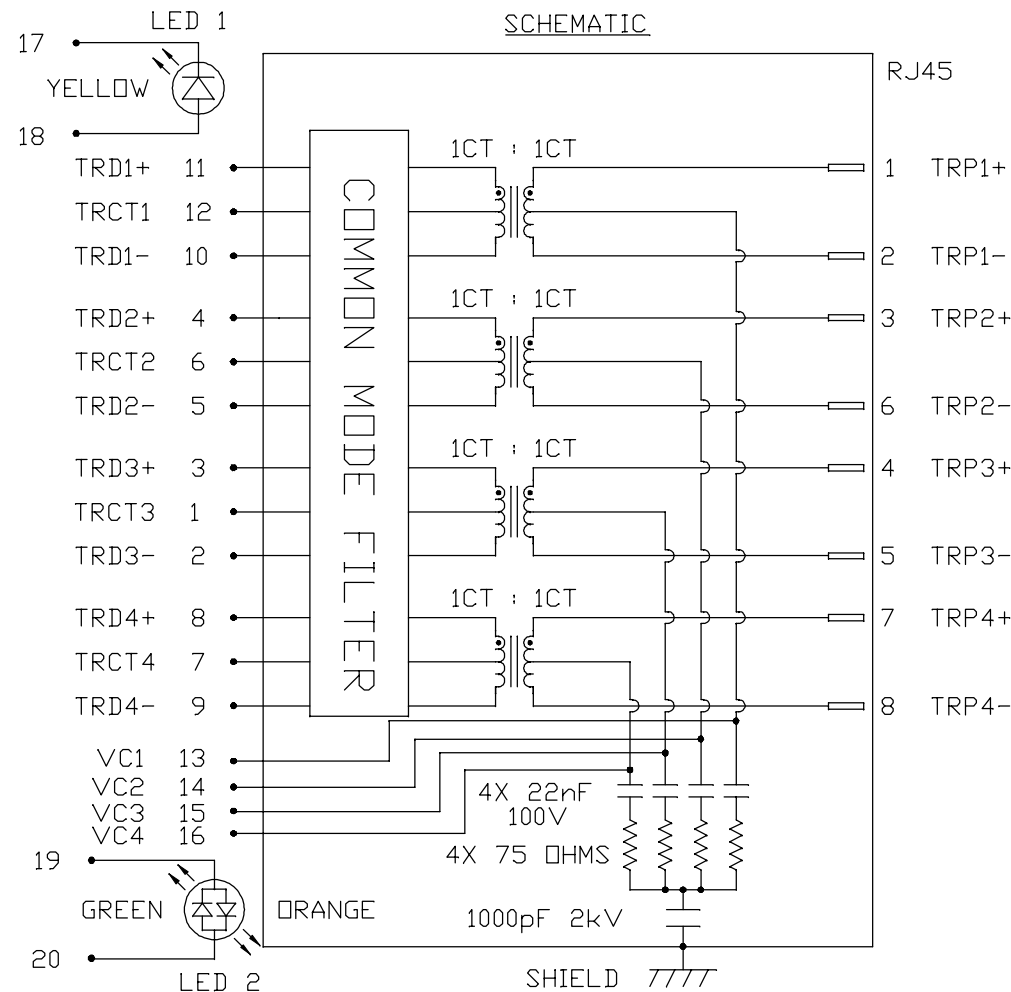 SCHEMATIC
LED 1
17
YELLOW
18
RJ45
COMMON MODE FILTER
1CT : 1CT
TRD1+ 11
1 TRP1+
TRCT1 12
TRD1- 10
2 TRP1-
1CT : 1CT
TRD2+ 4
3 TRP2+
TRCT2 6
TRD2- 5
6 TRP2-
1CT : 1CT
TRD3+ 3
4 TRP3+
TRCT3 1
TRD3- 2
5 TRP3-
1CT : 1CT
TRD4+ 8
7 TRP4+
TRCT4 7
TRD4- 9
8 TRP4-
VC1 13
VC2 14
VC3 15
VC4 16
4X 22nF
100V
4X 75 OHMS
1000pF 2kV
19
GREEN
ORANGE
20
LED 2
SHIELD